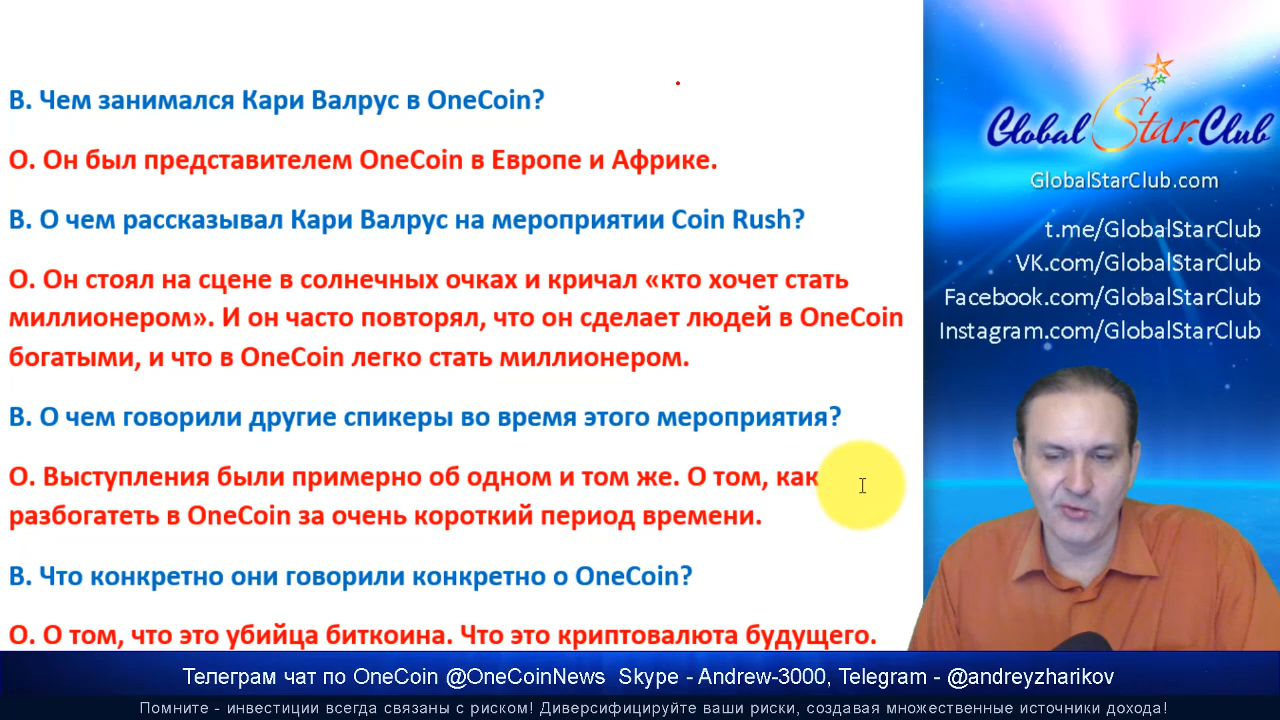 В. Чем занимался Кари Валрус в OneCoin?
О. Он был представителем OneCoin в Европе и Африке.
В. О чем рассказывал Кари Валрус на мероприятии Coin Rush?
О. Он стоял на сцене в солнечных очках и кричал «кто хочет стать
миллионером». И он часто повторял, что он сделает людей в OneCoin
богатыми, и что в OneCoin легко стать миллионером.
В. О чем говорили другие спикеры во время этого мероприятия?
О. Выступления были примерно об одном и том же. О том, как
разбогатеть в OneCoin за очень короткий период времени.
В. Что конкретно они говорили конкретно о OneCoin?
О. О том, что это убийца биткоина. Что это криптовалюта будущего.
Global Star.Club
GlobalStarClub.com
t.me/GlobalStarClub
VK.com/GlobalStarClub
Facebook.com/GlobalStarClub
Instagram.com/GlobalStarClub
Телеграм чат по OneCoin @OneCoinNews Skype - Andrew-3000, Telegram - @andreyzharikov
Помните - инвестиции всегда связаны с риском! Диверсифицируйте ваши риски, создавая множественные источники дохода!